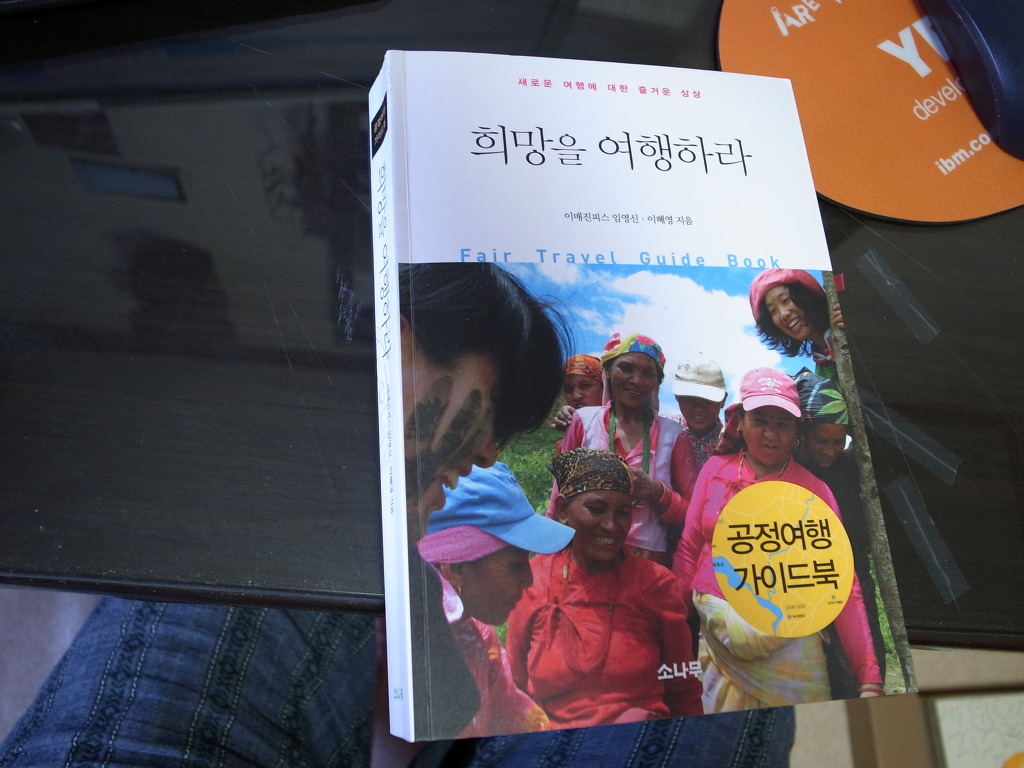 새로운 여행에 대한 즐거운 상상
희망을 여행하라
이매진피스 임영신 · 이혜영 지음
Fair Travel Guide Book
공정여행
가이드북
소나무
희망을 여행하라
ibm.co